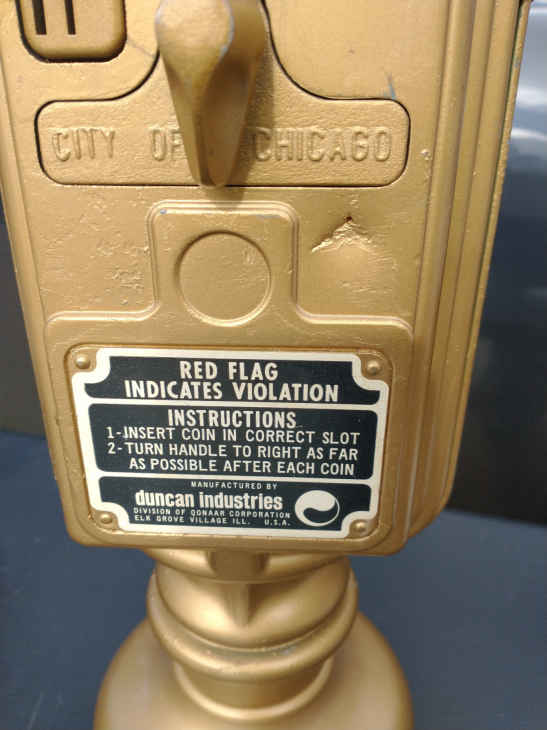 CITY OF CHICAGO
RED FLAG
INDICATES VIOLATION
INSTRUCTIONS
1-INSERT COIN IN CORRECT SLOT
2-TURN HANDLE TO RIGHT AS FAR
AS POSSIBLE AFTER EACH COIN
MANUFACTURED BY
duncan industries
DIVISION OF QONAAR CORPORATION
ELK GROVE VILLAGE ILL. U.S.A.